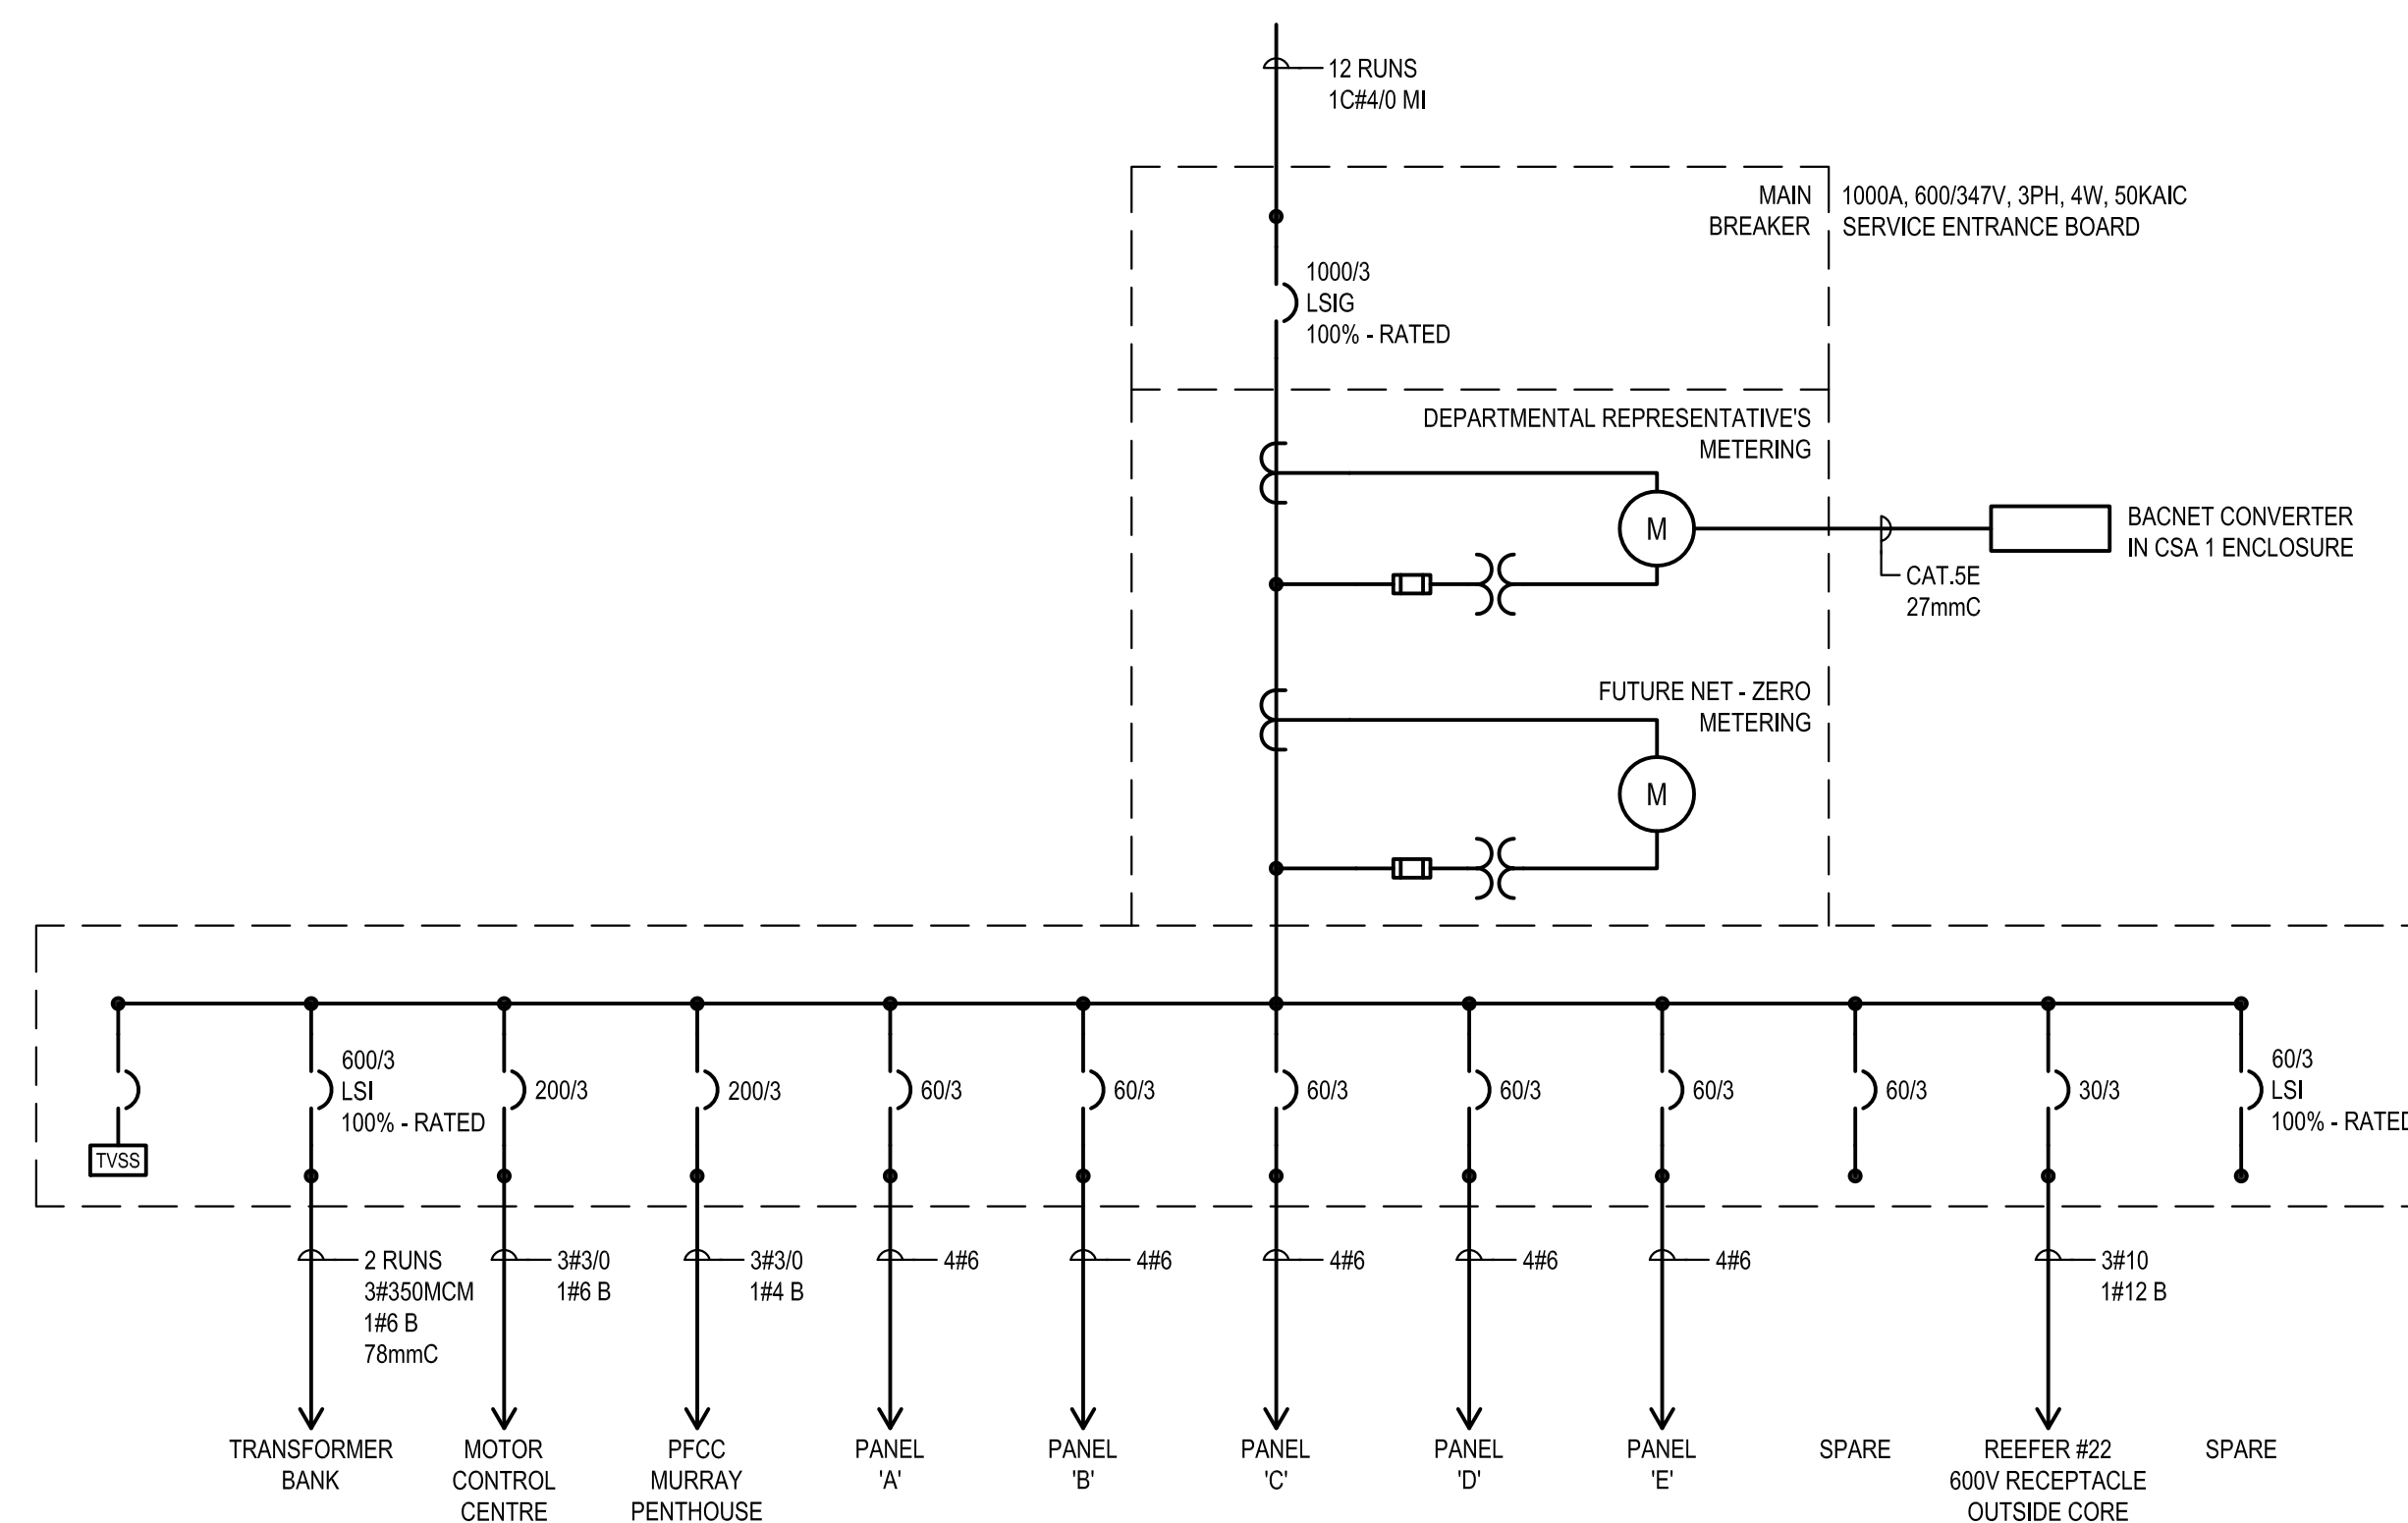 12 RUNS
1C#4/0 MI
MAIN
BREAKER
1000A, 600/347V, 3PH, 4W, 50KAIC
SERVICE ENTRANCE BOARD
1000/3
LSIG
100% - RATED
DEPARTMENTAL REPRESENTATIVE'S
METERING
M
BACNET CONVERTER
IN CSA 1 ENCLOSURE
CAT.5E
27mmC
FUTURE NET - ZERO
METERING
M
TVSS
600/3
LSI
100% - RATED
200/3
200/3
60/3
60/3
60/3
60/3
60/3
60/3
30/3
60/3
LSI
100% - RATED
2 RUNS
3#350MCM
1#6 B
78mmC
3#3/0
1#6 B
3#3/0
1#4 B
4#6
4#6
4#6
4#6
4#6
3#10
1#12 B
TRANSFORMER
BANK
MOTOR
CONTROL
CENTRE
PFCC
MURRAY
PENTHOUSE
PANEL
'A'
PANEL
'B'
PANEL
'C'
PANEL
'D'
PANEL
'E'
SPARE
REEFER #22
600V RECEPTACLE
OUTSIDE CORE
SPARE